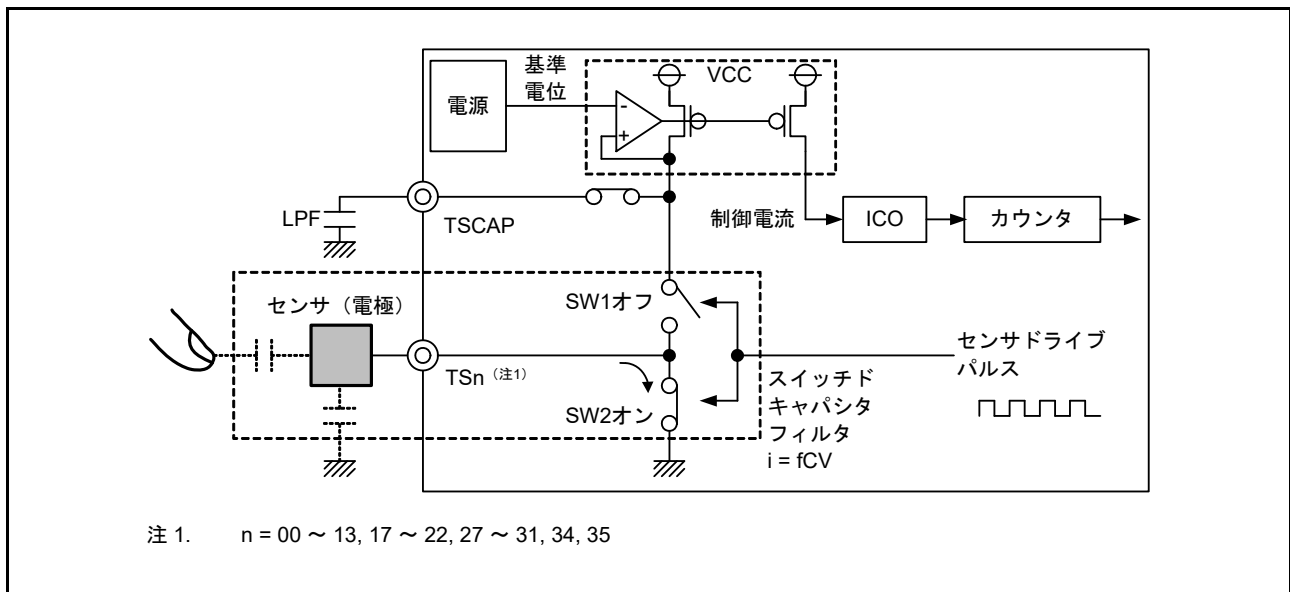 電源
基準
電位
VCC
-
+
LPF
TSCAP
制御電流
ICO
カウンタ
センサ（電極）
SW1オフ
TSn（注1）
SW2オン
スイッチド
キャパシタ
フィルタ
i = fCV
センサドライブ
パルス
注 1. n = 00 ～ 13, 17 ～ 22, 27 ～ 31, 34, 35